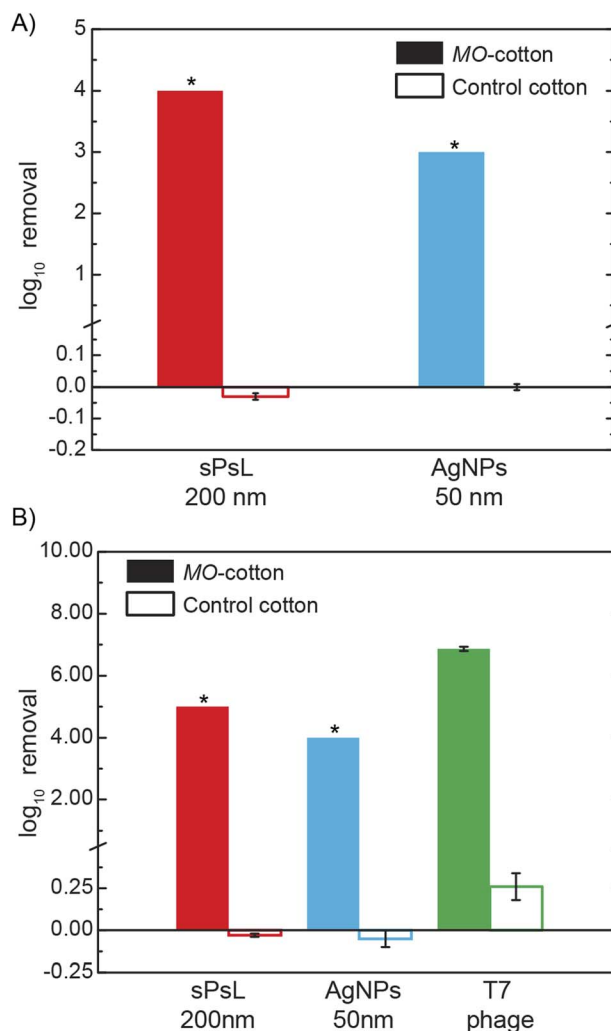 A)
5
MO-cotton
Control cotton
4
*
3
*
2
1
0.1
0.0
-0.1
-0.2
log₁₀ removal
sPsL AgNPs
200 nm 50 nm
B)
10.00
MO-cotton
8.00
Control cotton
6.00
*
4.00
*
2.00
0.25
0.00
-0.25
log₁₀ removal
sPsL AgNPs T7
200nm 50nm phage